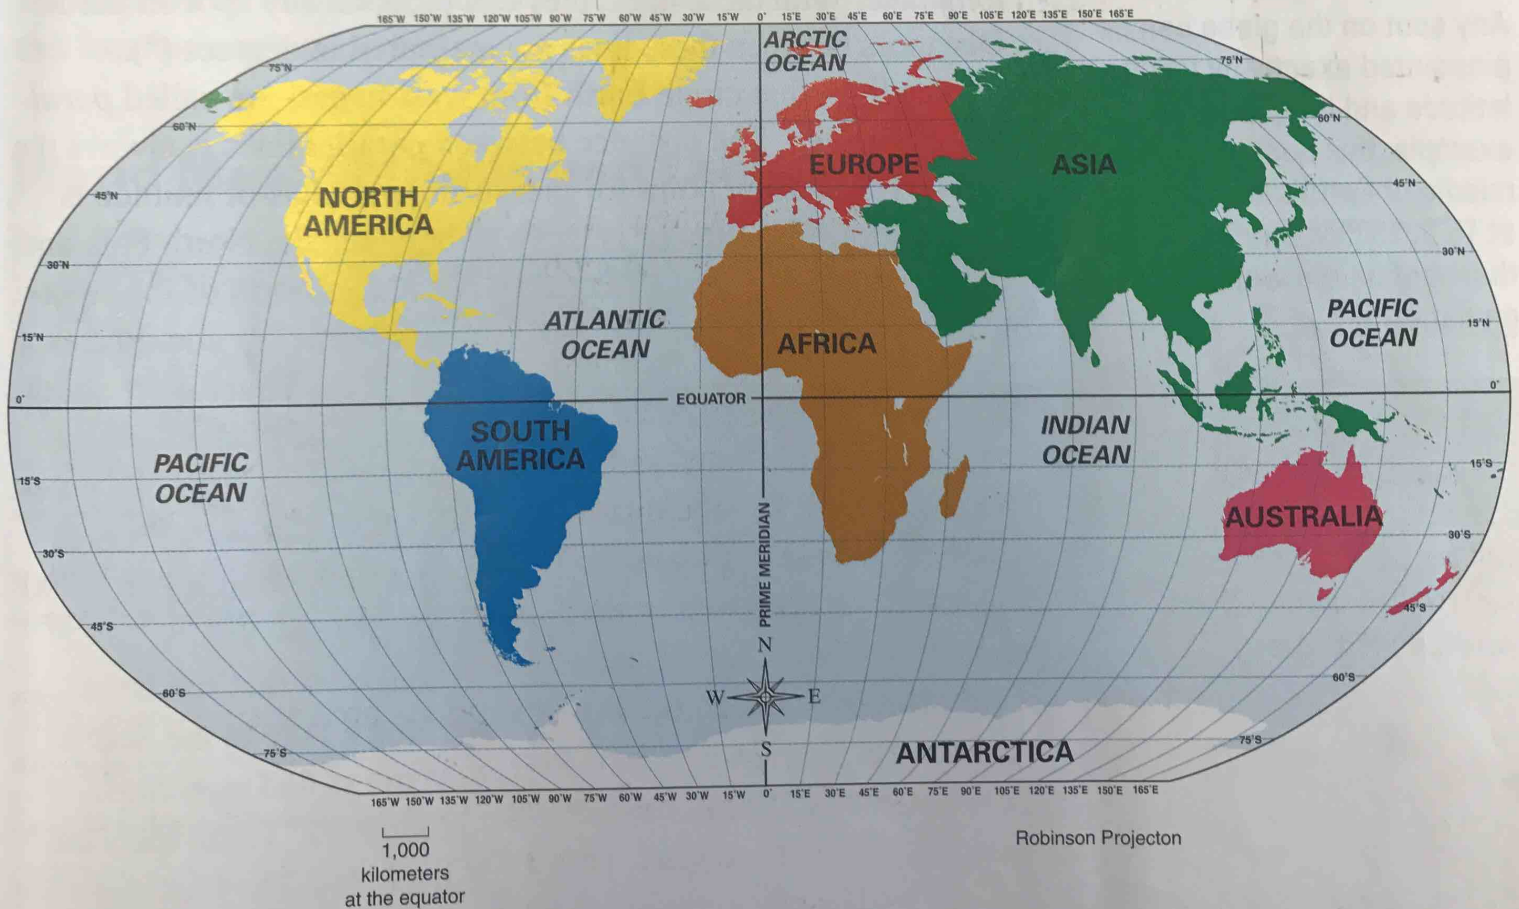 165°W 150°W 135°W 120°W 105°W 90°W 75°W 60°W 45°W 30°W 15°W 0° 15°E 30°E 45°E 60°E 75°E 90°E 105°E 120°E 135°E 150°E 165°E
ARCTIC
OCEAN
75°N 75°N
60°N 60°N
EUROPE ASIA
45°N 45°N
NORTH
AMERICA
30°N 30°N
ATLANTIC
OCEAN
PACIFIC
OCEAN
15°N 15°N
AFRICA
0° EQUATOR 0°
SOUTH
AMERICA
INDIAN
OCEAN
PACIFIC
OCEAN
15°S 15°S
AUSTRALIA
30°S 30°S
PRIME MERIDIAN
45°S 45°S
N
W E
S
60°S 60°S
75°S 75°S
ANTARCTICA
165°W 150°W 135°W 120°W 105°W 90°W 75°W 60°W 45°W 30°W 15°W 0° 15°E 30°E 45°E 60°E 75°E 90°E 105°E 120°E 135°E 150°E 165°E
1,000
kilometers
at the equator
Robinson Projecton